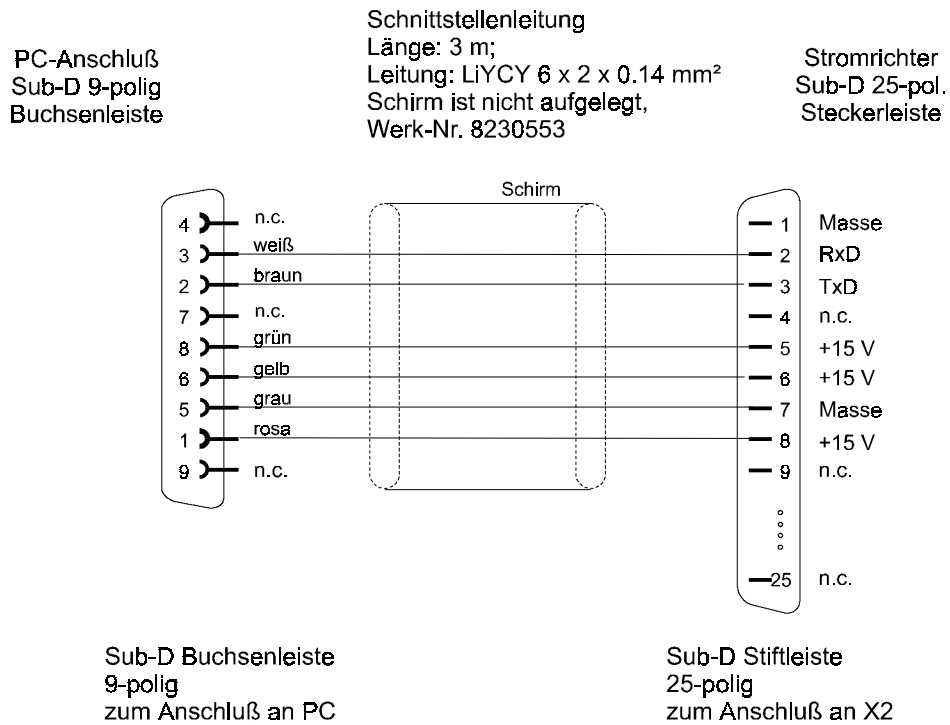 PC-Anschluß
Sub-D 9-polig
Buchsenleiste
Schnittstellenleitung
Länge: 3 m;
Leitung: LiYCY 6 x 2 x 0.14 mm²
Schirm ist nicht aufgelegt,
Werk-Nr. 8230553
Stromrichter
Sub-D 25-pol.
Steckerleiste
Schirm
4 n.c. 1 Masse
3 weiß 2 RxD
2 braun 3 TxD
7 n.c. 4 n.c.
8 grün 5 +15 V
6 gelb 6 +15 V
5 grau 7 Masse
1 rosa 8 +15 V
9 n.c. 9 n.c.
25 n.c.
Sub-D Buchsenleiste
9-polig
zum Anschluß an PC
Sub-D Stiftleiste
25-polig
zum Anschluß an X2